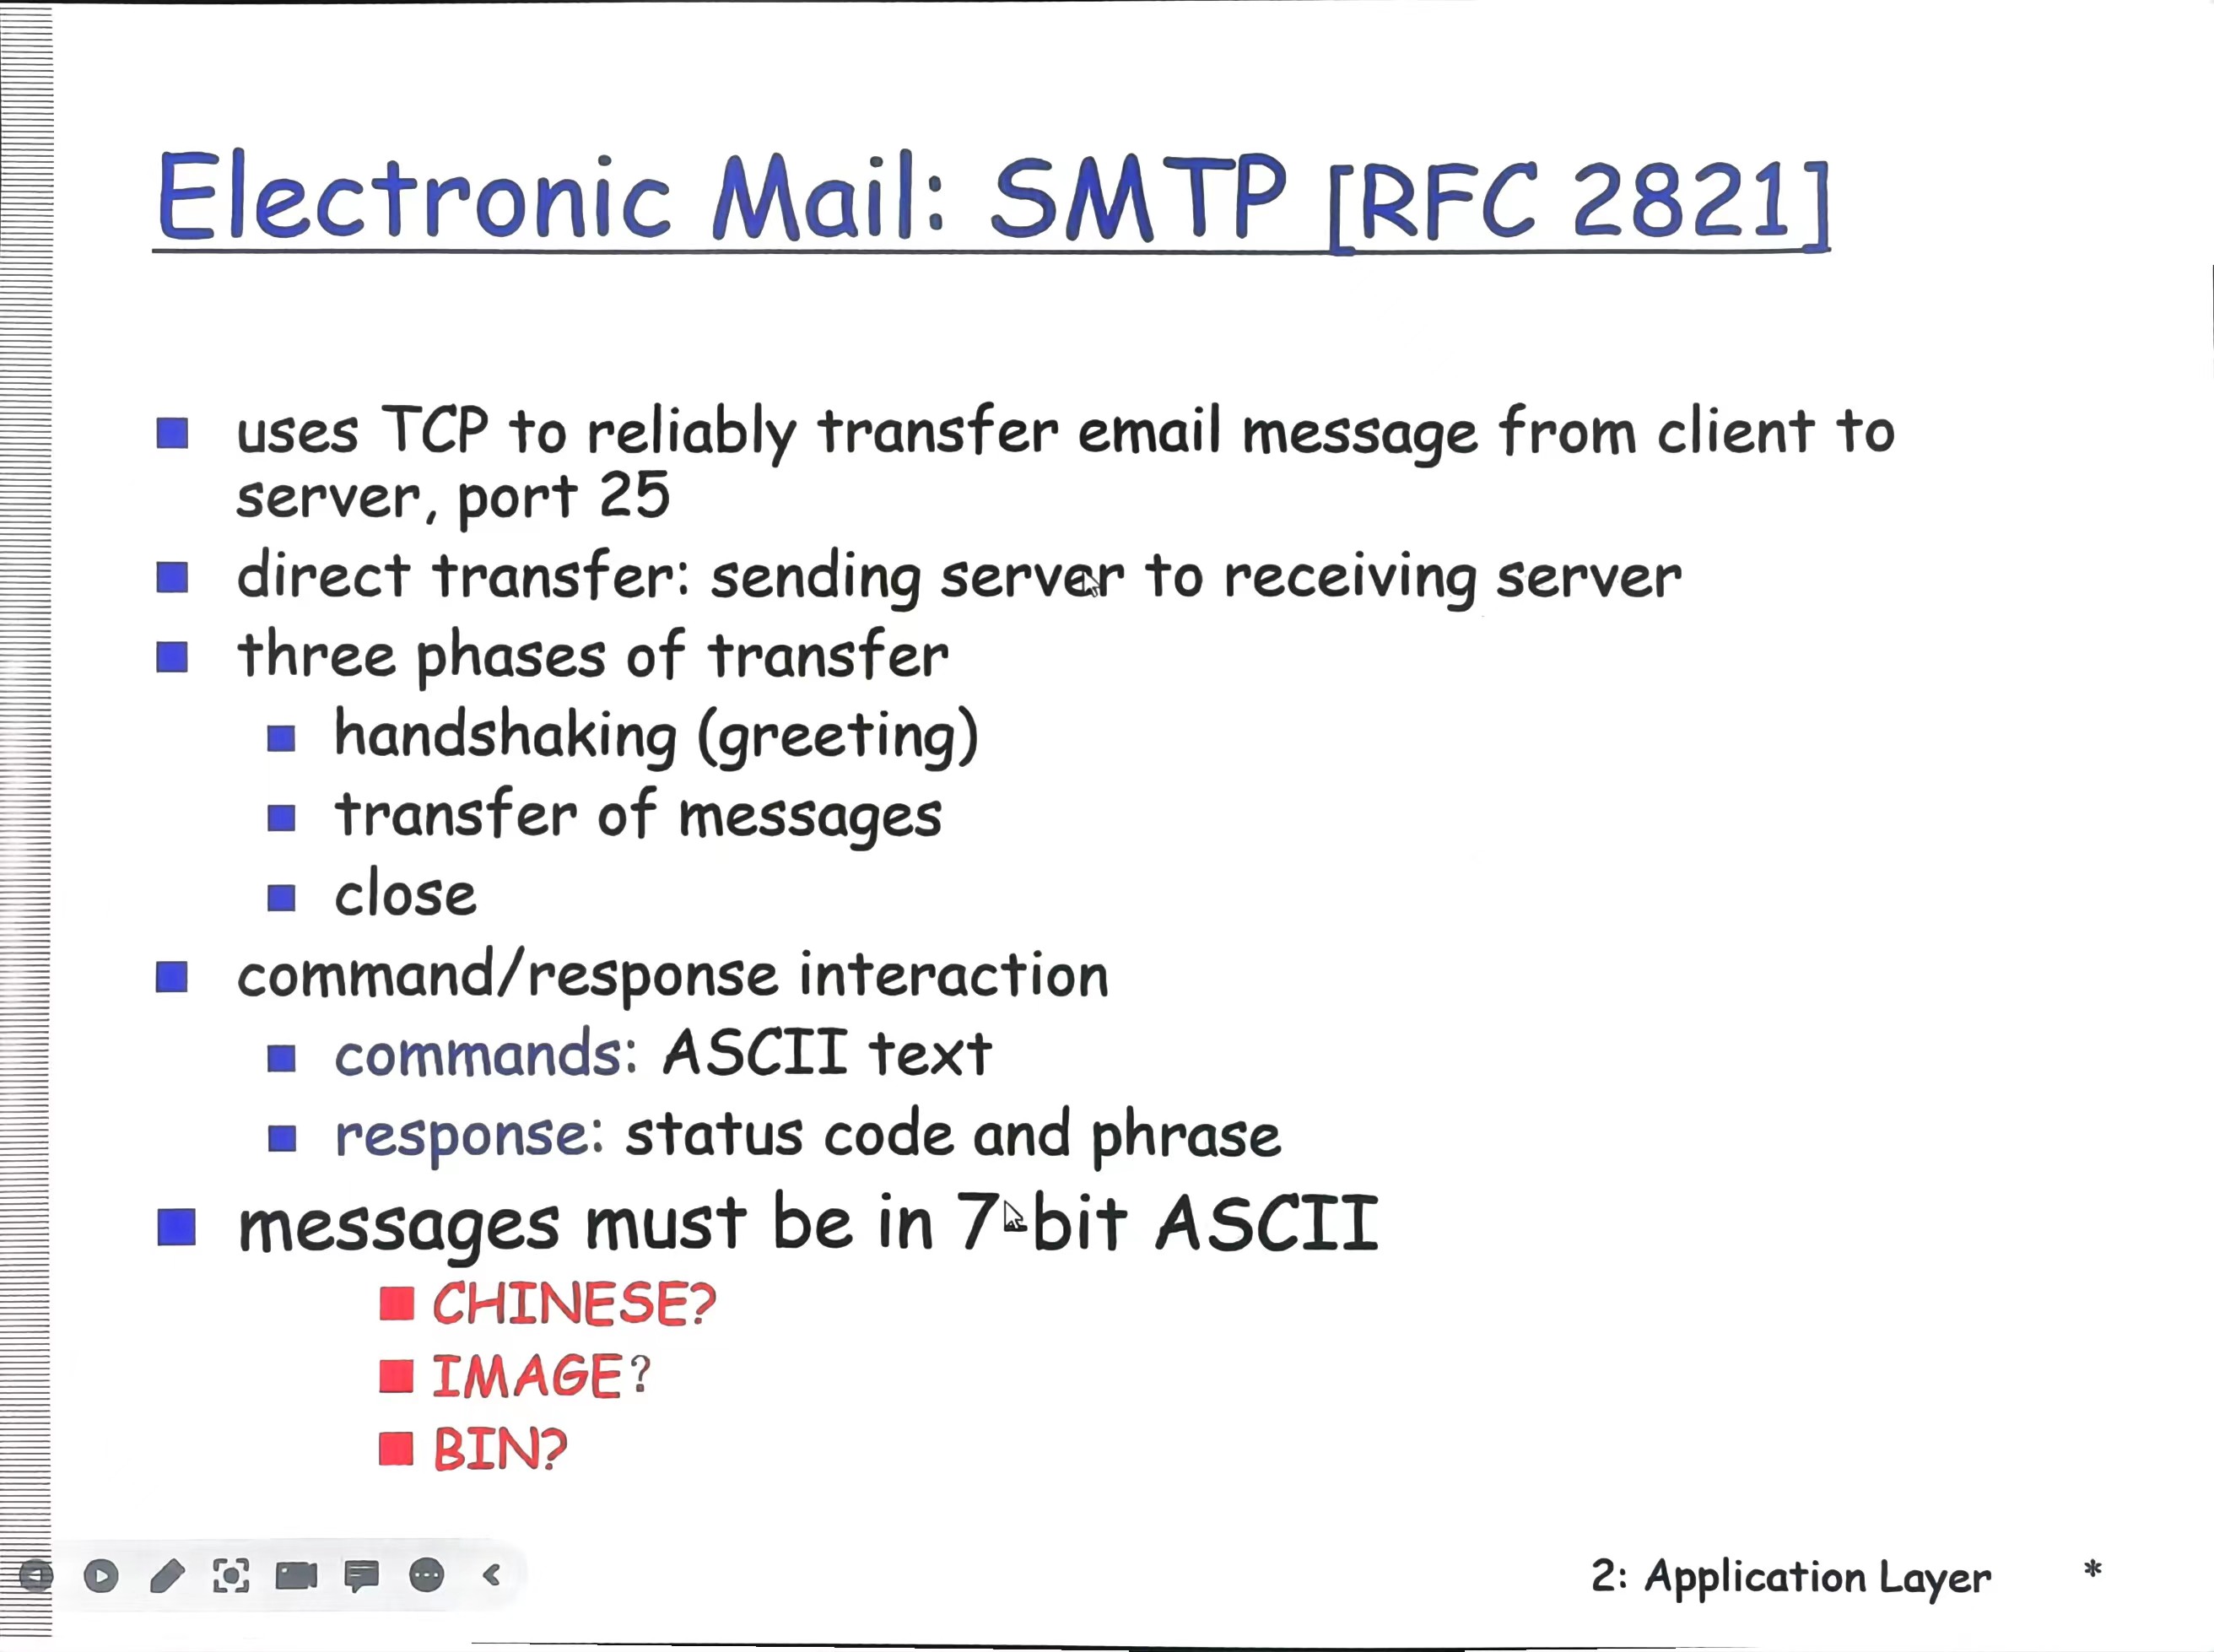 Electronic Mail: SMTP [RFC 2821]
uses TCP to reliably transfer email message from client to
server, port 25
direct transfer: sending server to receiving server
three phases of transfer
handshaking (greeting)
transfer of messages
close
command/response interaction
commands: ASCII text
response: status code and phrase
messages must be in 7-bit ASCII
CHINESE?
IMAGE?
BIN?
2: Application Layer *